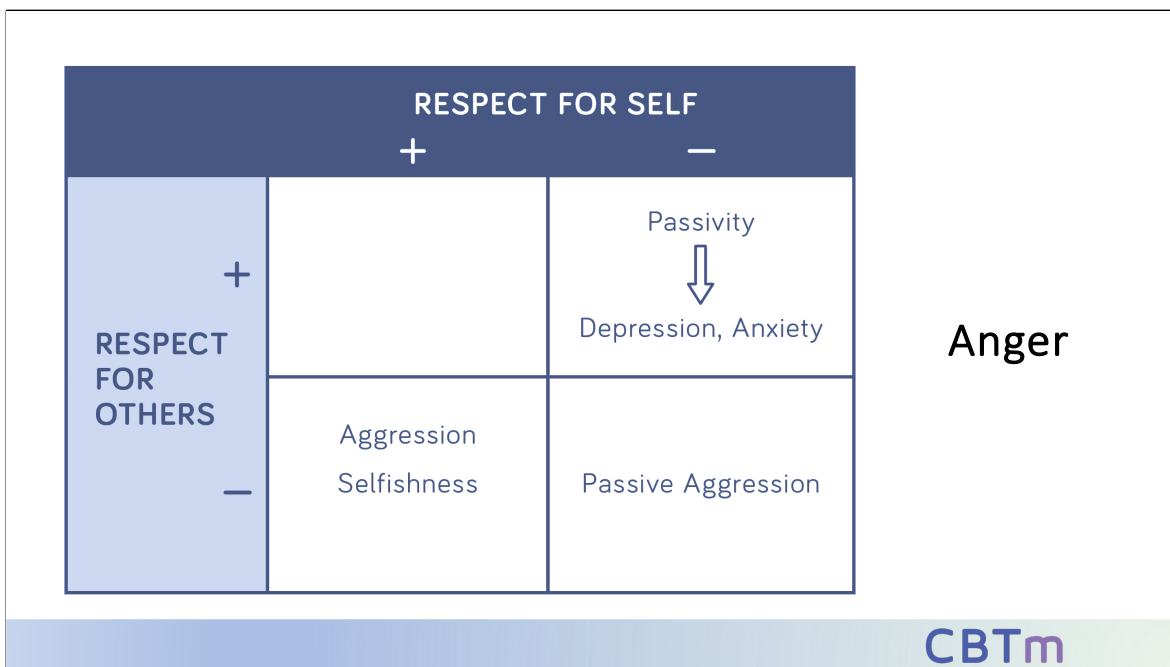 RESPECT FOR SELF
+ −
Passivity
Depression, Anxiety
+
RESPECT
FOR
OTHERS
−
Aggression
Selfishness
Passive Aggression
Anger
CBTm